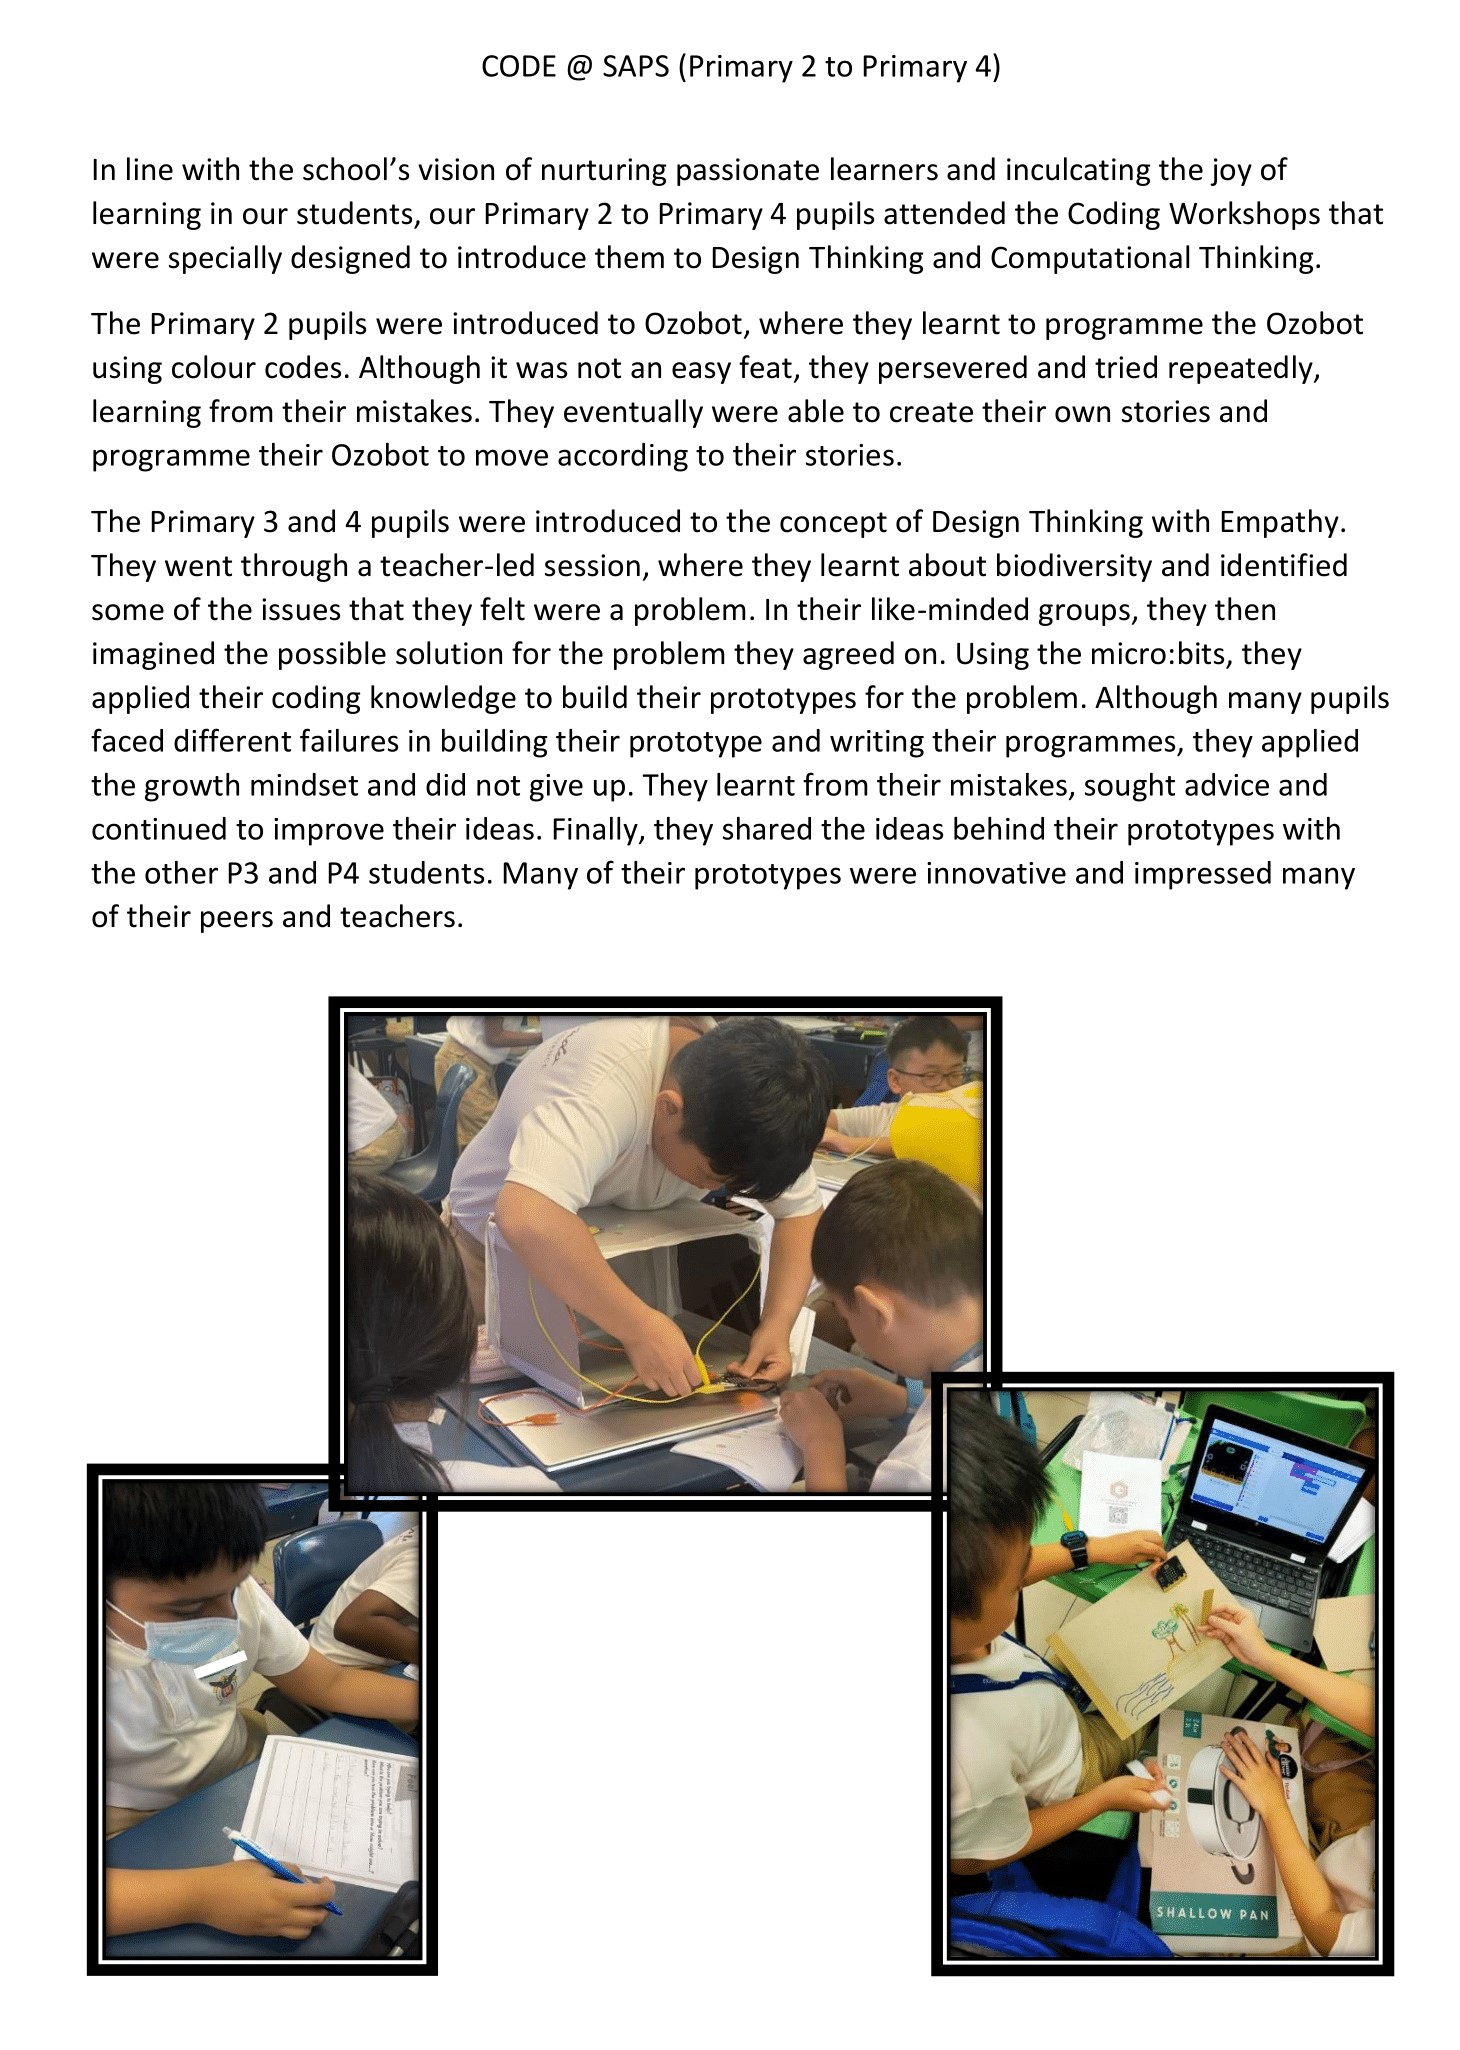 CODE @ SAPS (Primary 2 to Primary 4)
In line with the school’s vision of nurturing passionate learners and inculcating the joy of
learning in our students, our Primary 2 to Primary 4 pupils attended the Coding Workshops that
were specially designed to introduce them to Design Thinking and Computational Thinking.
The Primary 2 pupils were introduced to Ozobot, where they learnt to programme the Ozobot
using colour codes. Although it was not an easy feat, they persevered and tried repeatedly,
learning from their mistakes. They eventually were able to create their own stories and
programme their Ozobot to move according to their stories.
The Primary 3 and 4 pupils were introduced to the concept of Design Thinking with Empathy.
They went through a teacher-led session, where they learnt about biodiversity and identified
some of the issues that they felt were a problem. In their like-minded groups, they then
imagined the possible solution for the problem they agreed on. Using the micro:bits, they
applied their coding knowledge to build their prototypes for the problem. Although many pupils
faced different failures in building their prototype and writing their programmes, they applied
the growth mindset and did not give up. They learnt from their mistakes, sought advice and
continued to improve their ideas. Finally, they shared the ideas behind their prototypes with
the other P3 and P4 students. Many of their prototypes were innovative and impressed many
of their peers and teachers.
SHALLOW PAN